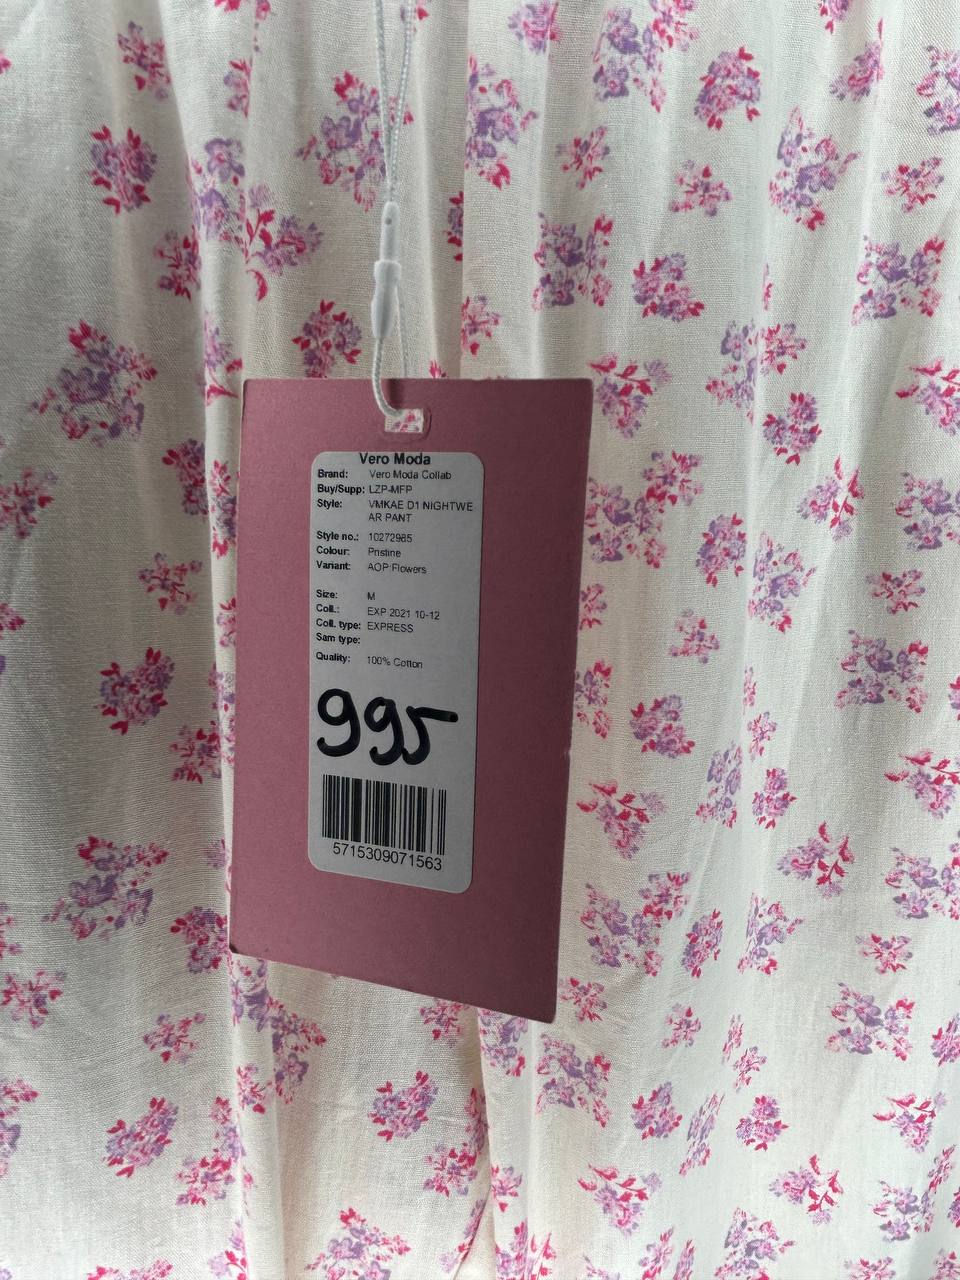 Vero Moda
Brand: Vero Moda Collab
Buy/Supp: LZP-MFP
Style: VMKAE D1 NIGHTWE
AR PANT
Style no.: 10272985
Colour: Pristine
Variant: AOP:Flowers
Size: M
Coll.: EXP 2021 10-12
Coll. type: EXPRESS
Sam type:
Quality: 100% Cotton
995
5715309071563